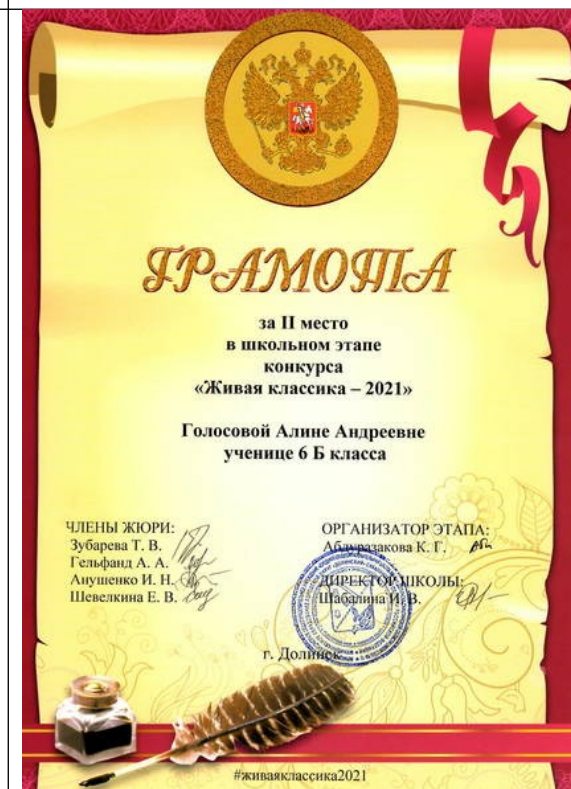 ГРАМОТА
за II место
в школьном этапе
конкурса
«Живая классика – 2021»
Голосовой Алине Андреевне
ученице 6 Б класса
ЧЛЕНЫ ЖЮРИ:
Зубарева Т. В.
Гельфанд А. А.
Анушенко И. Н.
Шевелкина Е. В.
ОРГАНИЗАТОР ЭТАПА:
Абдуразакова К. Г.
ДИРЕКТОР ШКОЛЫ:
Шабалина И. В.
г. Долинск
#живаяклассика2021